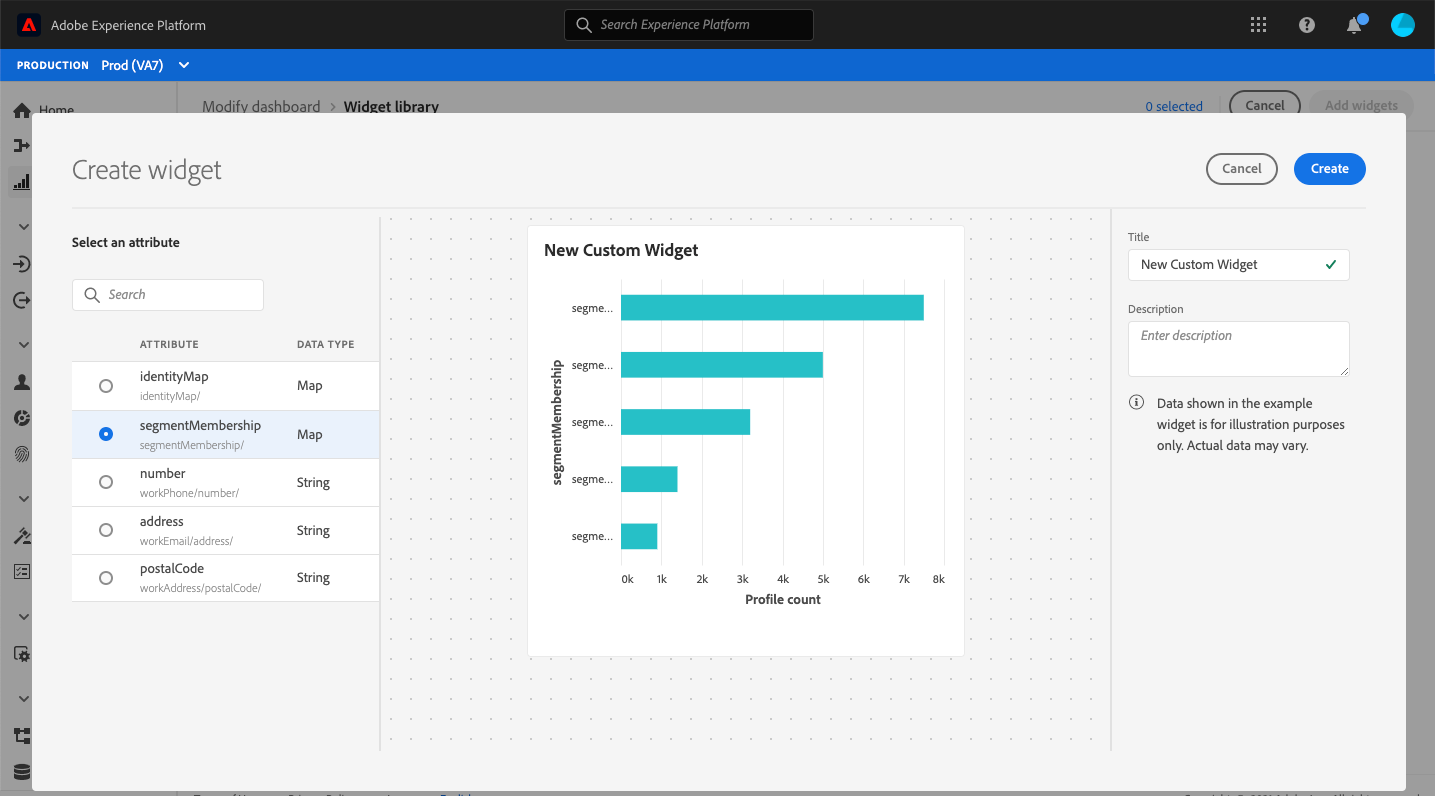 Adobe Experience Platform
Search Experience Platform
PRODUCTION Prod (VA7)
Home
Modify dashboard > Widget library
0 selected
Cancel
Add widgets
Create widget
Cancel
Create
Select an attribute
Search
ATTRIBUTE DATA TYPE
identityMap
identityMap/
Map
segmentMembership
segmentMembership/
Map
number
workPhone/number/
String
address
workEmail/address/
String
postalCode
workAddress/postalCode/
String
New Custom Widget
segmentMembership
segme...
segme...
segme...
segme...
segme...
0k 1k 2k 3k 4k 5k 6k 7k 8k
Profile count
Title
New Custom Widget
Description
Enter description
Data shown in the example
widget is for illustration purposes
only. Actual data may vary.